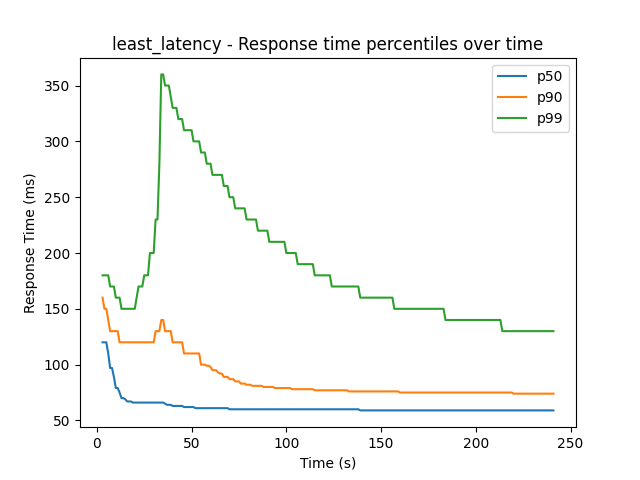 least_latency - Response time percentiles over time
p50
p90
p99
Response Time (ms)
350
300
250
200
150
100
50
0 50 100 150 200 250
Time (s)